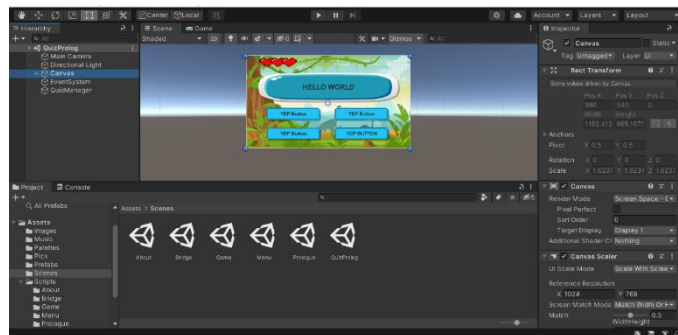 Center Local
Account Layers Layout
Hierarchy
All
QuizProlog
Main Camera
Directional Light
Canvas
EventSystem
QuizManeger
Scene Game
Shaded 2D Gizmos All
HELLO WORLD
YEP Button YEP Button
YEP Button YEP BUTTON
Inspector
Canvas Static
Tag Untagged Layer UI
Rect Transform
Some values driven by Canvas.
Pos X Pos Y Pos Z
960 540 0
Width Height
Anchors
Pivot X 0.5 Y 0.5
Rotation X 0 Y 0 Z 0
Scale
Canvas
Render Mode Screen Space - C
Pixel Perfect
Sort Order 0
Target Display Display 1
Additional Shader Cl Nothing
Canvas Scaler
UI Scale Mode Scale With Scree
Reference Resolution
X 1024 Y 768
Screen Match Mode Match Width Or H
Match 0.5
Width Height
Project Console
All Prefabs
Assets
Images
Music
Palettes
Pics
Prefabs
Scenes
Scripts
About
Bridge
Game
Menu
Prologue
Assets > Scenes
About Bridge Game Menu Prologue QuizProlog